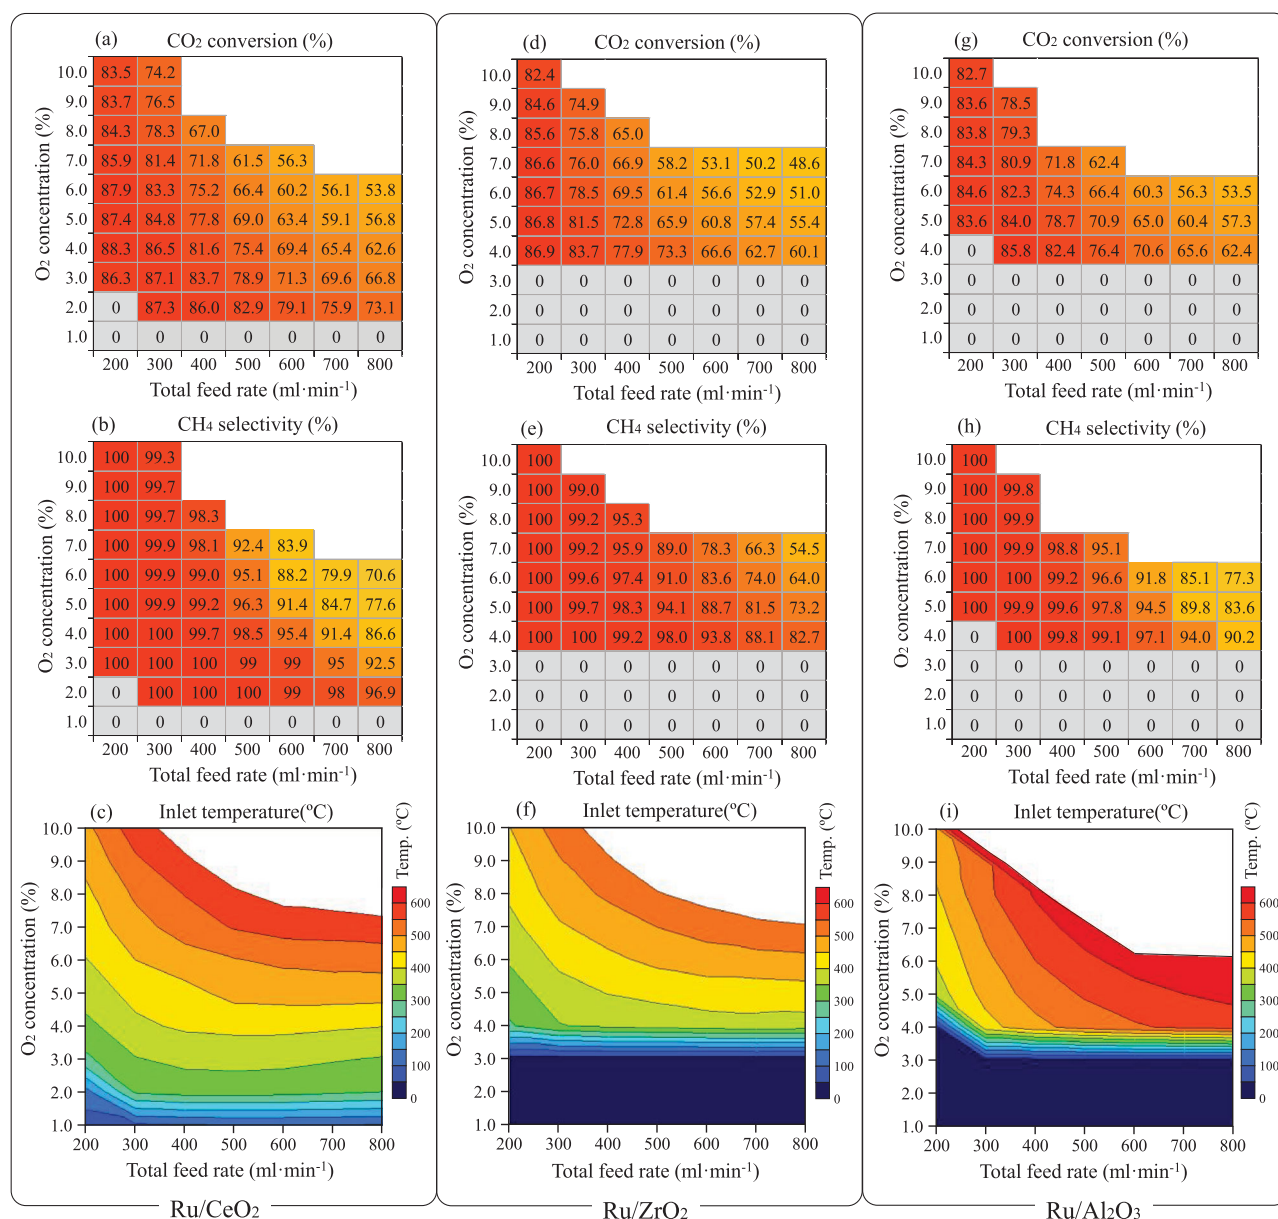 (a) CO2 conversion (%)
O2 concentration (%)
10.0 83.5 74.2
9.0 83.7 76.5
8.0 84.3 78.3 67.0
7.0 85.9 81.4 71.8 61.5 56.3
6.0 87.9 83.3 75.2 66.4 60.2 56.1 53.8
5.0 87.4 84.8 77.8 69.0 63.4 59.1 56.8
4.0 88.3 86.5 81.6 75.4 69.4 65.4 62.6
3.0 86.3 87.1 83.7 78.9 71.3 69.6 66.8
2.0 0 87.3 86.0 82.9 79.1 75.9 73.1
1.0 0 0 0 0 0 0 0
200 300 400 500 600 700 800
Total feed rate (ml·min-1)
(b) CH4 selectivity (%)
O2 concentration (%)
10.0 100 99.3
9.0 100 99.7
8.0 100 99.7 98.3
7.0 100 99.9 98.1 92.4 83.9
6.0 100 99.9 99.0 95.1 88.2 79.9 70.6
5.0 100 99.9 99.2 96.3 91.4 84.7 77.6
4.0 100 100 99.7 98.5 95.4 91.4 86.6
3.0 100 100 100 99 99 95 92.5
2.0 0 100 100 100 99 98 96.9
1.0 0 0 0 0 0 0 0
200 300 400 500 600 700 800
Total feed rate (ml·min-1)
(c) Inlet temperature(ºC)
O2 concentration (%)
10.0
9.0
8.0
7.0
6.0
5.0
4.0
3.0
2.0
1.0
200 300 400 500 600 700 800
Total feed rate (ml·min-1)
Temp. (ºC)
600
500
400
300
200
100
0
Ru/CeO2
(d) CO2 conversion (%)
O2 concentration (%)
10.0 82.4
9.0 84.6 74.9
8.0 85.6 75.8 65.0
7.0 86.6 76.0 66.9 58.2 53.1 50.2 48.6
6.0 86.7 78.5 69.5 61.4 56.6 52.9 51.0
5.0 86.8 81.5 72.8 65.9 60.8 57.4 55.4
4.0 86.9 83.7 77.9 73.3 66.6 62.7 60.1
3.0 0 0 0 0 0 0 0
2.0 0 0 0 0 0 0 0
1.0 0 0 0 0 0 0 0
200 300 400 500 600 700 800
Total feed rate (ml·min-1)
(e) CH4 selectivity (%)
O2 concentration (%)
10.0 100
9.0 100 99.0
8.0 100 99.2 95.3
7.0 100 99.2 95.9 89.0 78.3 66.3 54.5
6.0 100 99.6 97.4 91.0 83.6 74.0 64.0
5.0 100 99.7 98.3 94.1 88.7 81.5 73.2
4.0 100 100 99.2 98.0 93.8 88.1 82.7
3.0 0 0 0 0 0 0 0
2.0 0 0 0 0 0 0 0
1.0 0 0 0 0 0 0 0
200 300 400 500 600 700 800
Total feed rate (ml·min-1)
(f) Inlet temperature(ºC)
O2 concentration (%)
10.0
9.0
8.0
7.0
6.0
5.0
4.0
3.0
2.0
1.0
200 300 400 500 600 700 800
Total feed rate (ml·min-1)
Temp. (ºC)
600
500
400
300
200
100
0
Ru/ZrO2
(g) CO2 conversion (%)
O2 concentration (%)
10.0 82.7
9.0 83.6 78.5
8.0 83.8 79.3
7.0 84.3 80.9 71.8 62.4
6.0 84.6 82.3 74.3 66.4 60.3 56.3 53.5
5.0 83.6 84.0 78.7 70.9 65.0 60.4 57.3
4.0 0 85.8 82.4 76.4 70.6 65.6 62.4
3.0 0 0 0 0 0 0 0
2.0 0 0 0 0 0 0 0
1.0 0 0 0 0 0 0 0
200 300 400 500 600 700 800
Total feed rate (ml·min-1)
(h) CH4 selectivity (%)
O2 concentration (%)
10.0 100
9.0 100 99.8
8.0 100 99.9
7.0 100 99.9 98.8 95.1
6.0 100 100 99.2 96.6 91.8 85.1 77.3
5.0 100 99.9 99.6 97.8 94.5 89.8 83.6
4.0 0 100 99.8 99.1 97.1 94.0 90.2
3.0 0 0 0 0 0 0 0
2.0 0 0 0 0 0 0 0
1.0 0 0 0 0 0 0 0
200 300 400 500 600 700 800
Total feed rate (ml·min-1)
(i) Inlet temperature(ºC)
O2 concentration (%)
10.0
9.0
8.0
7.0
6.0
5.0
4.0
3.0
2.0
1.0
200 300 400 500 600 700 800
Total feed rate (ml·min-1)
Temp. (ºC)
600
500
400
300
200
100
0
Ru/Al2O3